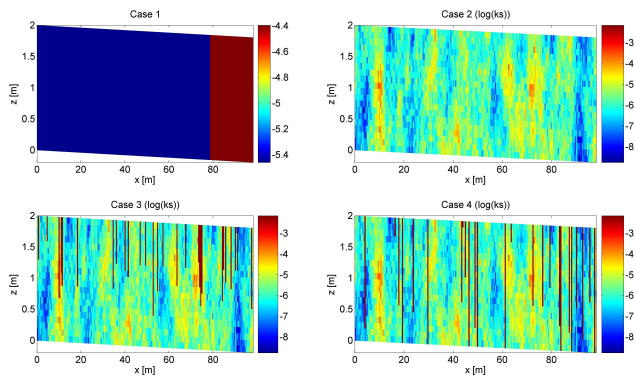 Case 1
2
1.5
1
0.5
0
z [m]
0 20 40 60 80
x [m]
-4.4
-4.6
-4.8
-5
-5.2
-5.4
Case 2 (log(ks))
2
1.5
1
0.5
0
z [m]
0 20 40 60 80
x [m]
-3
-4
-5
-6
-7
-8
Case 3 (log(ks))
2
1.5
1
0.5
0
z [m]
0 20 40 60 80
x [m]
-3
-4
-5
-6
-7
-8
Case 4 (log(ks))
2
1.5
1
0.5
0
z [m]
0 20 40 60 80
x [m]
-3
-4
-5
-6
-7
-8